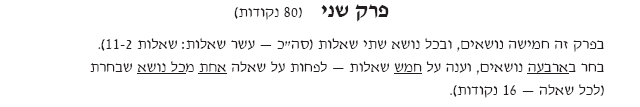 פרק שני (80 נקודות)
בפרק זה חמישה נושאים, ובכל נושא שתי שאלות (סה״כ — עשר שאלות: שאלות 11-2).
בחר בארבעה נושאים, וענה על חמש שאלות — לפחות על שאלה אחת מכל נושא שבחרת
(לכל שאלה — 16 נקודות).